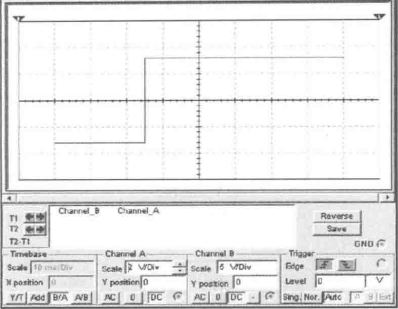 Channel_B Channel_A
T1
T2
T2-T1
Reverse
Save
GND
Timebase
Scale 10 ms/Div
X position 0
Y/T Add B/A A/B
Channel A
Scale 2 V/Div
Y position 0
AC 0 DC
Channel B
Scale 5 V/Div
Y position 0
AC 0 DC -
Trigger
Edge
Level 0 V
Sing. Nor. Auto A B Ext